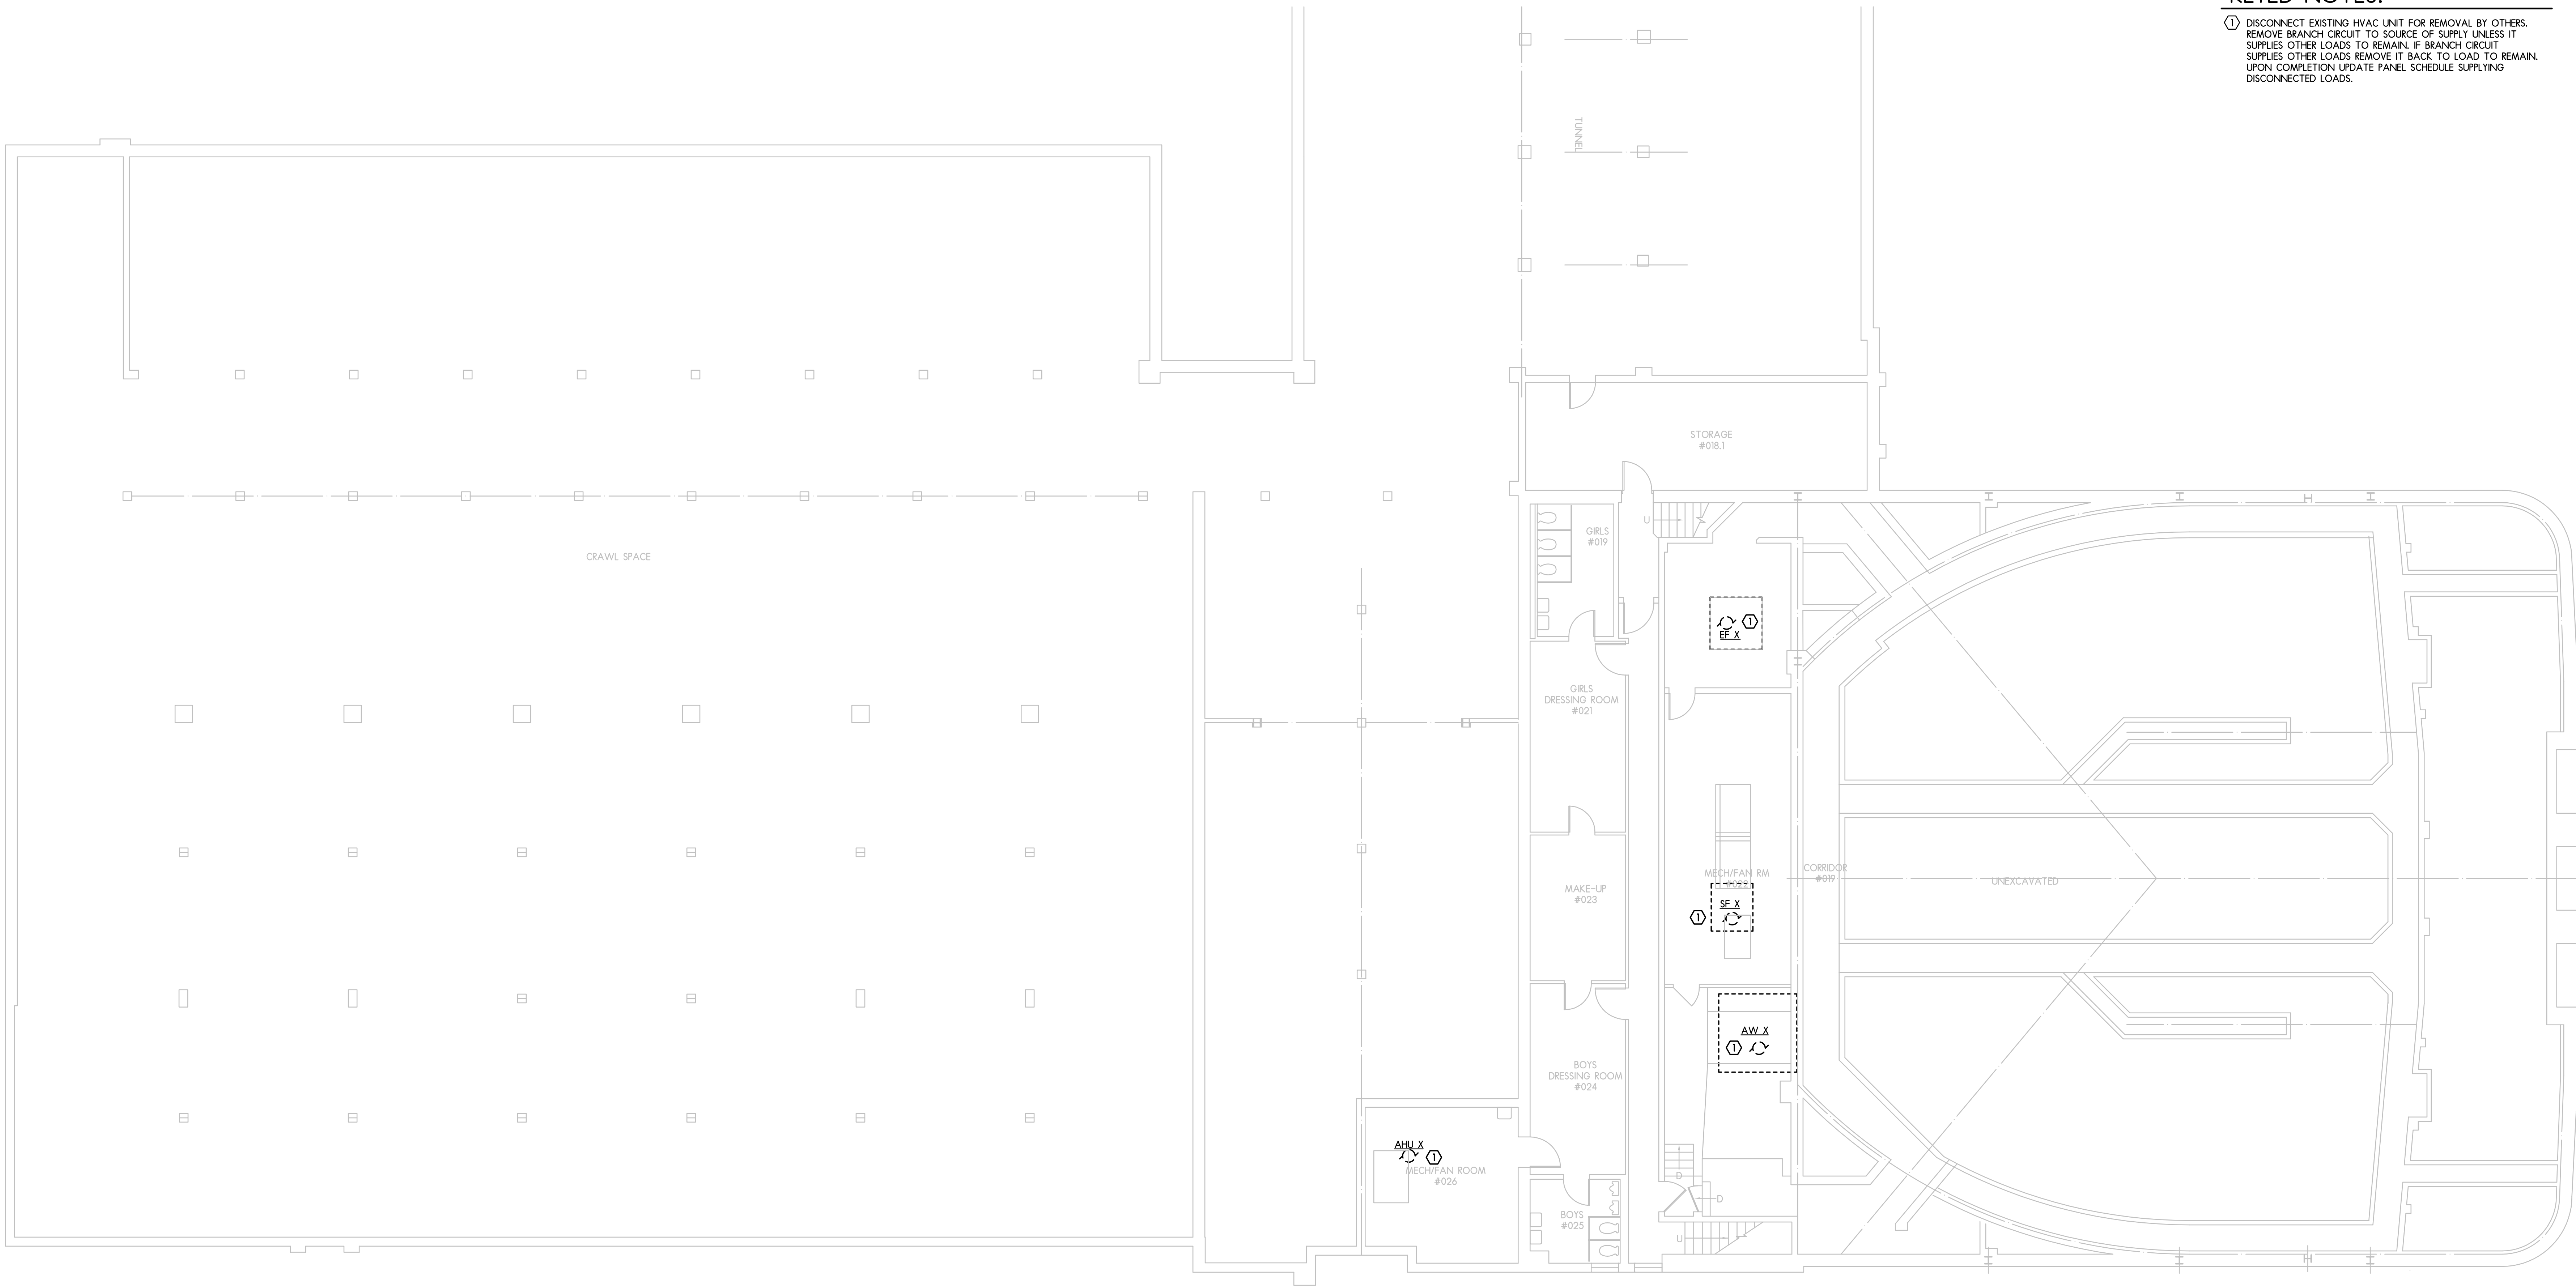 KEYED NOTES:
1 DISCONNECT EXISTING HVAC UNIT FOR REMOVAL BY OTHERS.
REMOVE BRANCH CIRCUIT TO SOURCE OF SUPPLY UNLESS IT
SUPPLIES OTHER LOADS TO REMAIN. IF BRANCH CIRCUIT
SUPPLIES OTHER LOADS REMOVE IT BACK TO LOAD TO REMAIN.
UPON COMPLETION UPDATE PANEL SCHEDULE SUPPLYING
DISCONNECTED LOADS.
TUNNEL
STORAGE
#018.1
U
GIRLS
#019
CRAWL SPACE
1
EF X
GIRLS
DRESSING ROOM
#021
MECH/FAN RM
#022
CORRIDOR
#019
UNEXCAVATED
MAKE-UP
#023
SF X
1
AW X
1
BOYS
DRESSING ROOM
#024
AHU X
1
MECH/FAN ROOM
#026
D
D
BOYS
#025
U